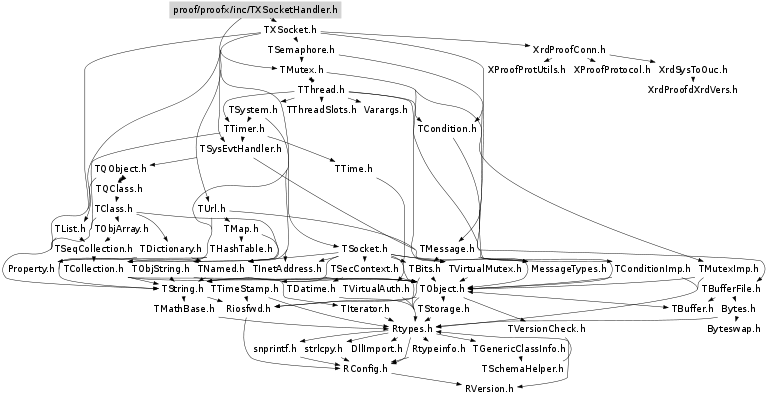 proof/proofx/inc/TXSocketHandler.h
TXSocket.h
TSemaphore.h
XrdProofConn.h
TMutex.h
XProofProtUtils.h
XProofProtocol.h
XrdSysToOuc.h
TThread.h
XrdProofdXrdVers.h
TSystem.h
TThreadSlots.h
Varargs.h
TTimer.h
TCondition.h
TSysEvtHandler.h
TQObject.h
TTime.h
TQClass.h
TClass.h
TUrl.h
TList.h
TObjArray.h
TMap.h
TSeqCollection.h
TDictionary.h
THashTable.h
TSocket.h
TMessage.h
Property.h
TCollection.h
TObjString.h
TNamed.h
TInetAddress.h
TSecContext.h
TBits.h
TVirtualMutex.h
MessageTypes.h
TConditionImp.h
TMutexImp.h
TString.h
TTimeStamp.h
TDatime.h
TVirtualAuth.h
TObject.h
TBufferFile.h
TMathBase.h
Riosfwd.h
TIterator.h
TStorage.h
TBuffer.h
Bytes.h
Rtypes.h
TVersionCheck.h
Byteswap.h
snprintf.h
strlcpy.h
DllImport.h
Rtypeinfo.h
TGenericClassInfo.h
RConfig.h
TSchemaHelper.h
RVersion.h